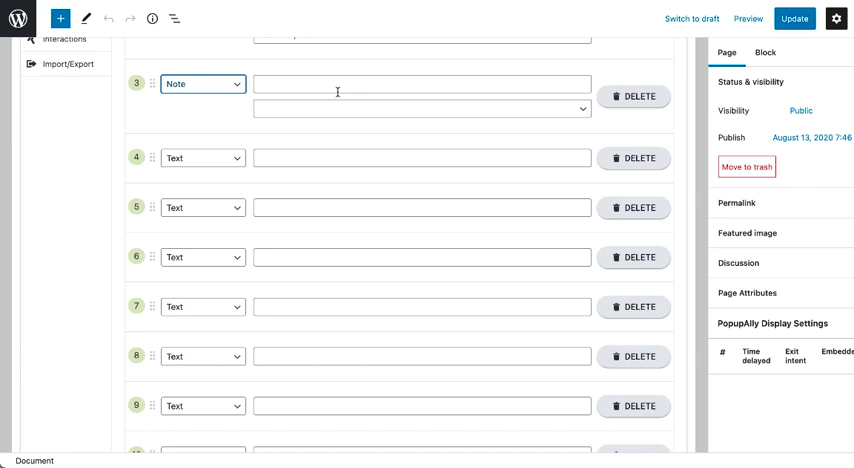 Switch to draft
Preview
Update
Interactions
Import/Export
3
Note
DELETE
4
Text
DELETE
5
Text
DELETE
6
Text
DELETE
7
Text
DELETE
8
Text
DELETE
9
Text
DELETE
Page
Block
Status & visibility
Visibility
Public
Publish
August 13, 2020 7:46
Move to trash
Permalink
Featured image
Discussion
Page Attributes
PopupAlly Display Settings
#
Time delayed
Exit intent
Embedde
Document